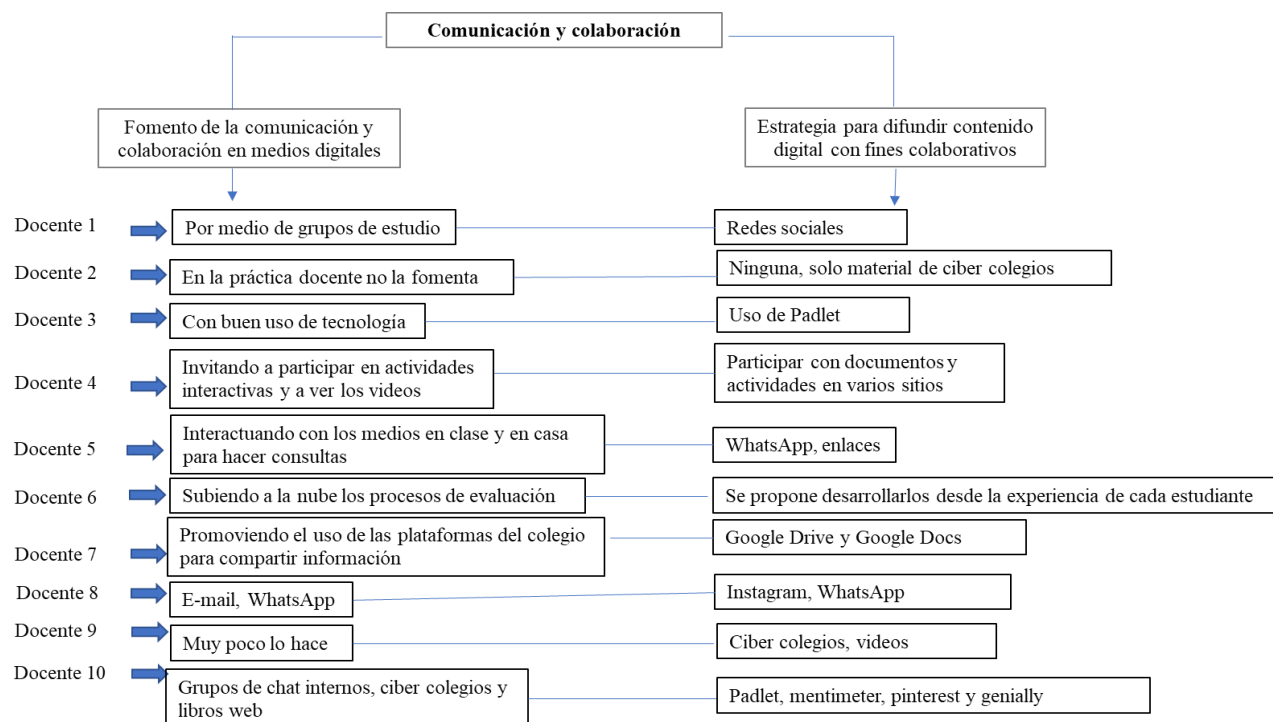 Comunicación y colaboración
Fomento de la comunicación y
colaboración en medios digitales
Estrategia para difundir contenido
digital con fines colaborativos
Docente 1
Por medio de grupos de estudio
Redes sociales
Docente 2
En la práctica docente no la fomenta
Ninguna, solo material de ciber colegios
Docente 3
Con buen uso de tecnología
Uso de Padlet
Docente 4
Invitando a participar en actividades
interactivas y a ver los videos
Participar con documentos y
actividades en varios sitios
Docente 5
Interactuando con los medios en clase y en casa
para hacer consultas
WhatsApp, enlaces
Docente 6
Subiendo a la nube los procesos de evaluación
Se propone desarrollarlos desde la experiencia de cada estudiante
Docente 7
Promoviendo el uso de las plataformas del colegio
para compartir información
Google Drive y Google Docs
Docente 8
E-mail, WhatsApp
Instagram, WhatsApp
Docente 9
Muy poco lo hace
Ciber colegios, videos
Docente 10
Grupos de chat internos, ciber colegios y
libros web
Padlet, mentimeter, pinterest y genially